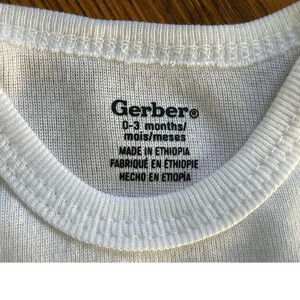 Gerber®
0-3 months/
mois/meses
MADE IN ETHIOPIA
FABRIQUÉ EN ÉTHIOPIE
HECHO EN ETIOPÍA